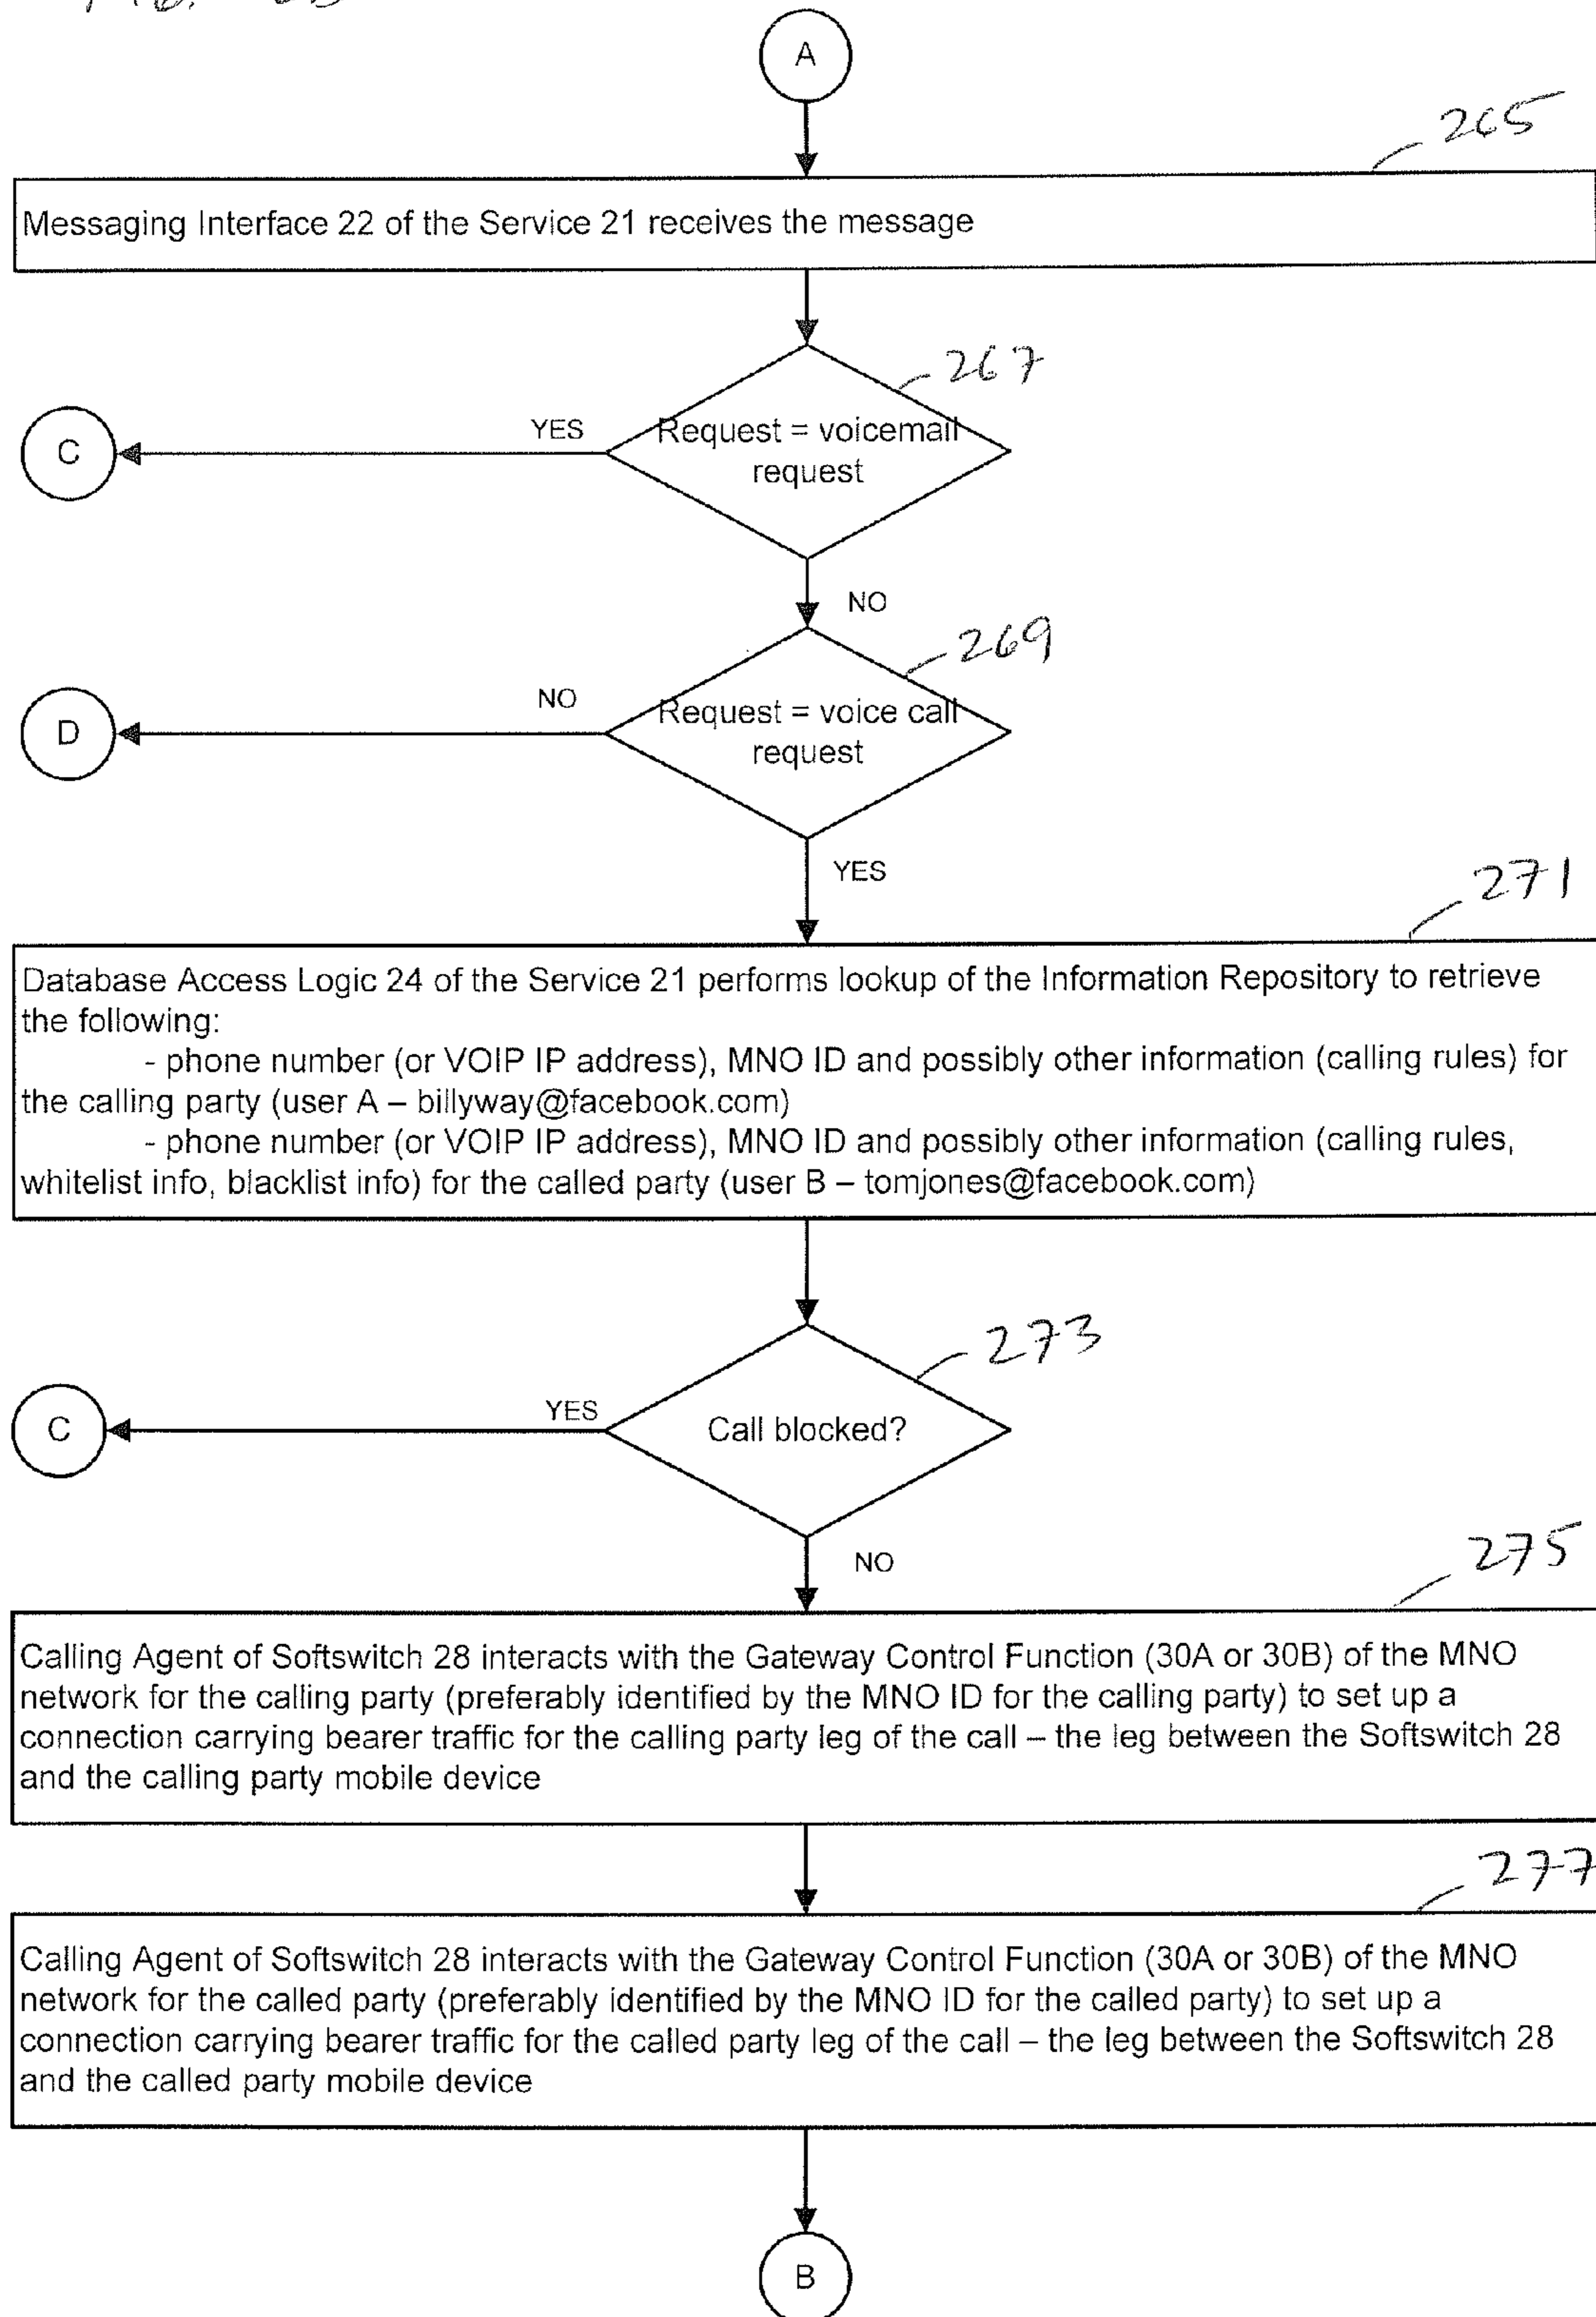 A
265
Messaging Interface 22 of the Service 21 receives the message
267
Request = voicemail
request
YES
C
NO
269
Request = voice call
request
NO
D
YES
271
Database Access Logic 24 of the Service 21 performs lookup of the Information Repository to retrieve
the following:
- phone number (or VOIP IP address), MNO ID and possibly other information (calling rules) for
the calling party (user A – billyway@facebook.com)
- phone number (or VOIP IP address), MNO ID and possibly other information (calling rules,
whitelist info, blacklist info) for the called party (user B – tomjones@facebook.com)
273
Call blocked?
YES
C
NO
275
Calling Agent of Softswitch 28 interacts with the Gateway Control Function (30A or 30B) of the MNO
network for the calling party (preferably identified by the MNO ID for the calling party) to set up a
connection carrying bearer traffic for the calling party leg of the call – the leg between the Softswitch 28
and the calling party mobile device
277
Calling Agent of Softswitch 28 interacts with the Gateway Control Function (30A or 30B) of the MNO
network for the called party (preferably identified by the MNO ID for the called party) to set up a
connection carrying bearer traffic for the called party leg of the call – the leg between the Softswitch 28
and the called party mobile device
B